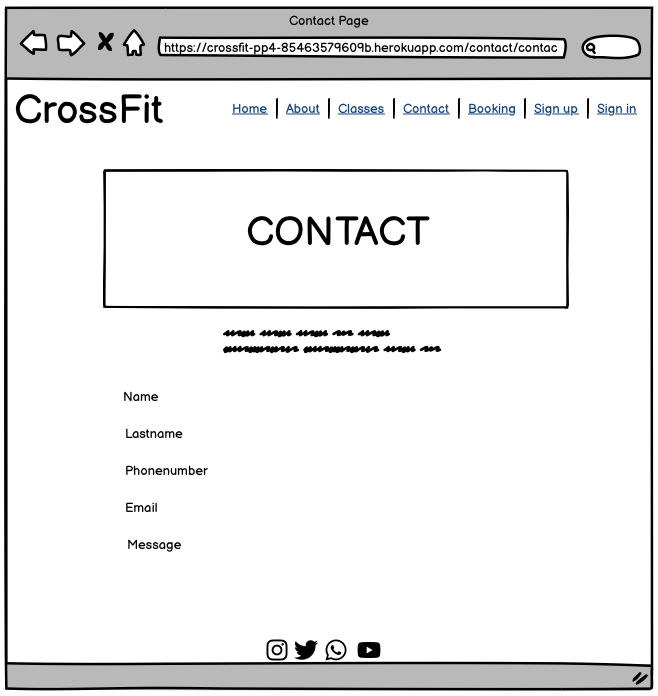 Contact Page
https://crossfit-pp4-85463579609b.herokuapp.com/contact/contac
CrossFit
Home | About | Classes | Contact | Booking | Sign up | Sign in
CONTACT
Name
Lastname
Phonenumber
Email
Message